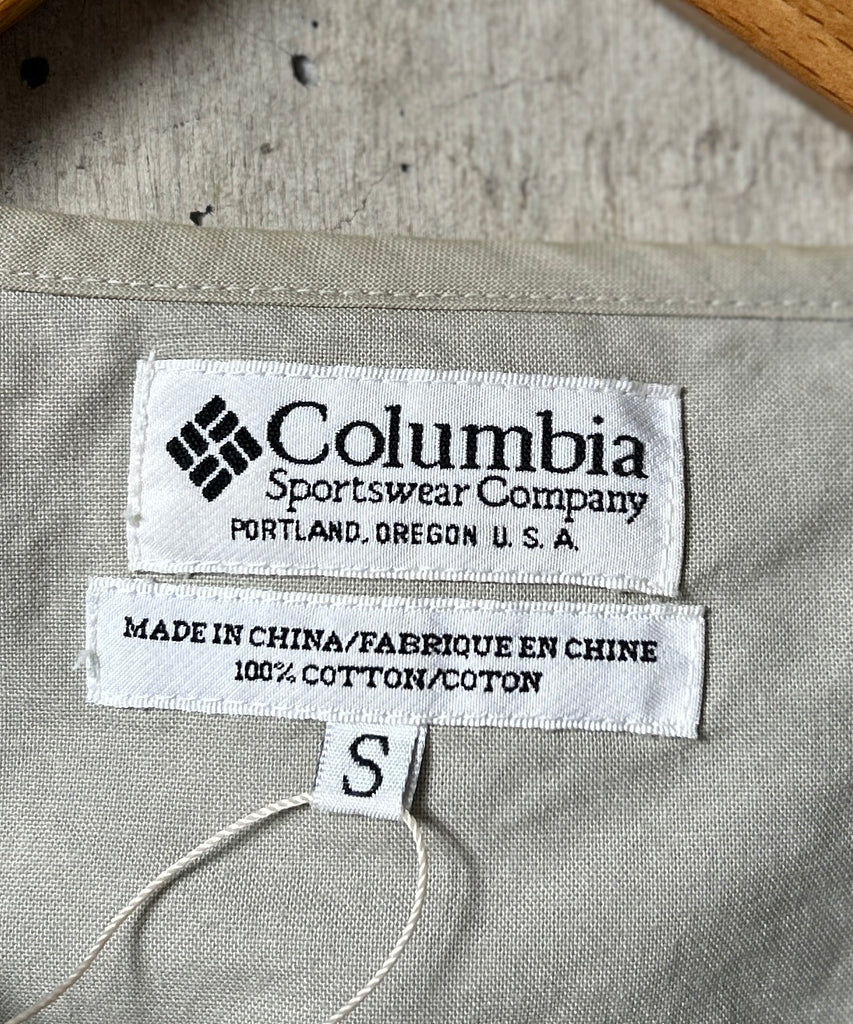 Columbia
Sportswear Company
PORTLAND, OREGON U. S. A.
MADE IN CHINA/FABRIQUE EN CHINE
100% COTTON/COTON
S